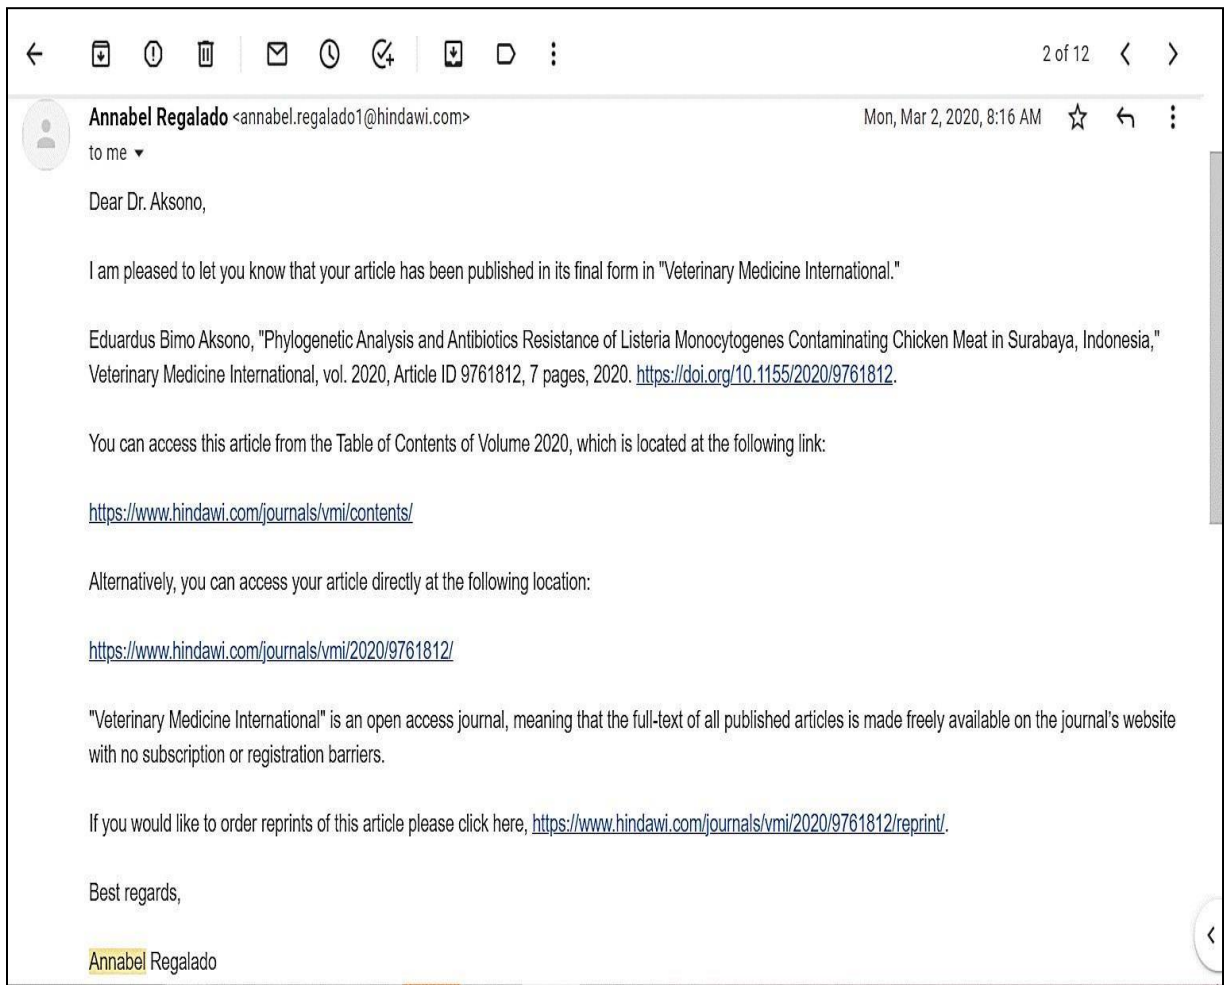 2 of 12
Annabel Regalado <annabel.regalado1@hindawi.com>
Mon, Mar 2, 2020, 8:16 AM
to me
Dear Dr. Aksono,
I am pleased to let you know that your article has been published in its final form in "Veterinary Medicine International."
Eduardus Bimo Aksono, "Phylogenetic Analysis and Antibiotics Resistance of Listeria Monocytogenes Contaminating Chicken Meat in Surabaya, Indonesia,"
Veterinary Medicine International, vol. 2020, Article ID 9761812, 7 pages, 2020. https://doi.org/10.1155/2020/9761812.
You can access this article from the Table of Contents of Volume 2020, which is located at the following link:
https://www.hindawi.com/journals/vmi/contents/
Alternatively, you can access your article directly at the following location:
https://www.hindawi.com/journals/vmi/2020/9761812/
"Veterinary Medicine International" is an open access journal, meaning that the full-text of all published articles is made freely available on the journal's website
with no subscription or registration barriers.
If you would like to order reprints of this article please click here, https://www.hindawi.com/journals/vmi/2020/9761812/reprint/.
Best regards,
Annabel Regalado